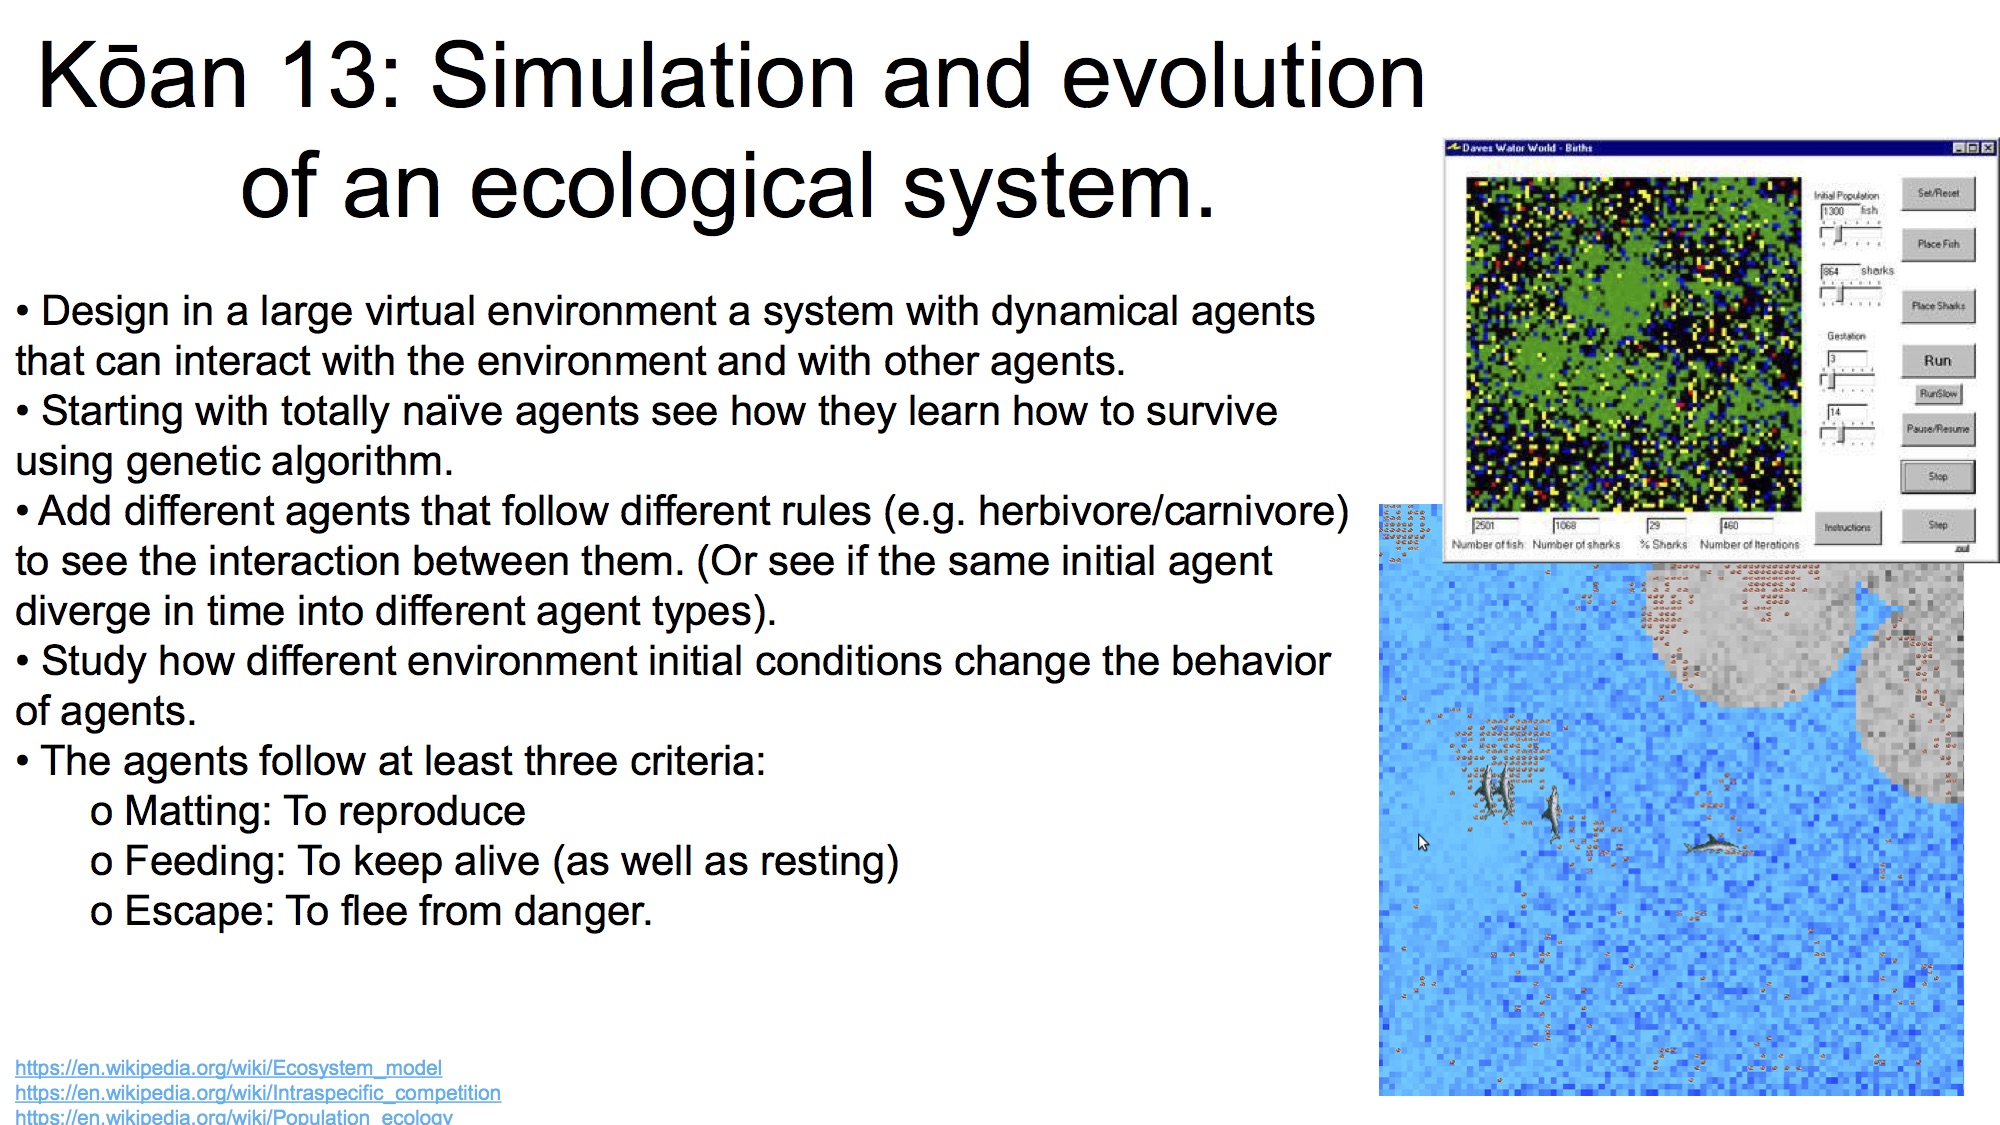 Kōan 13: Simulation and evolution
of an ecological system.
• Design in a large virtual environment a system with dynamical agents
that can interact with the environment and with other agents.
• Starting with totally naïve agents see how they learn how to survive
using genetic algorithm.
• Add different agents that follow different rules (e.g. herbivore/carnivore)
to see the interaction between them. (Or see if the same initial agent
diverge in time into different agent types).
• Study how different environment initial conditions change the behavior
of agents.
• The agents follow at least three criteria:
o Matting: To reproduce
o Feeding: To keep alive (as well as resting)
o Escape: To flee from danger.
https://en.wikipedia.org/wiki/Ecosystem_model
https://en.wikipedia.org/wiki/Intraspecific_competition
https://en.wikipedia.org/wiki/Population_ecology
Daves Wator World - Births
Initial Population
1300 fish
864 sharks
Gestation
3
14
Set/Reset
Place Fish
Place Sharks
Run
RunSlow
Pause/Resume
Stop
Step
Instructions
2501 1068 29 460
Number of fish Number of sharks % Sharks Number of Iterations